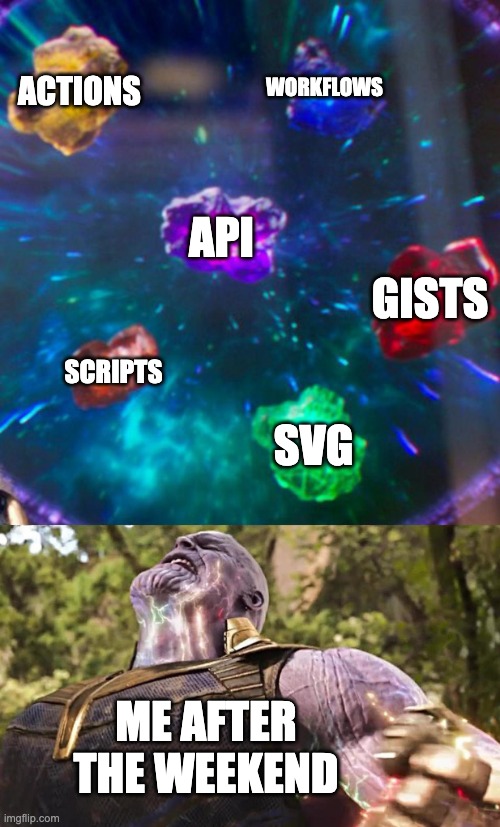 ACTIONS
WORKFLOWS
API
GISTS
SCRIPTS
SVG
ME AFTER
THE WEEKEND
imgflip.com